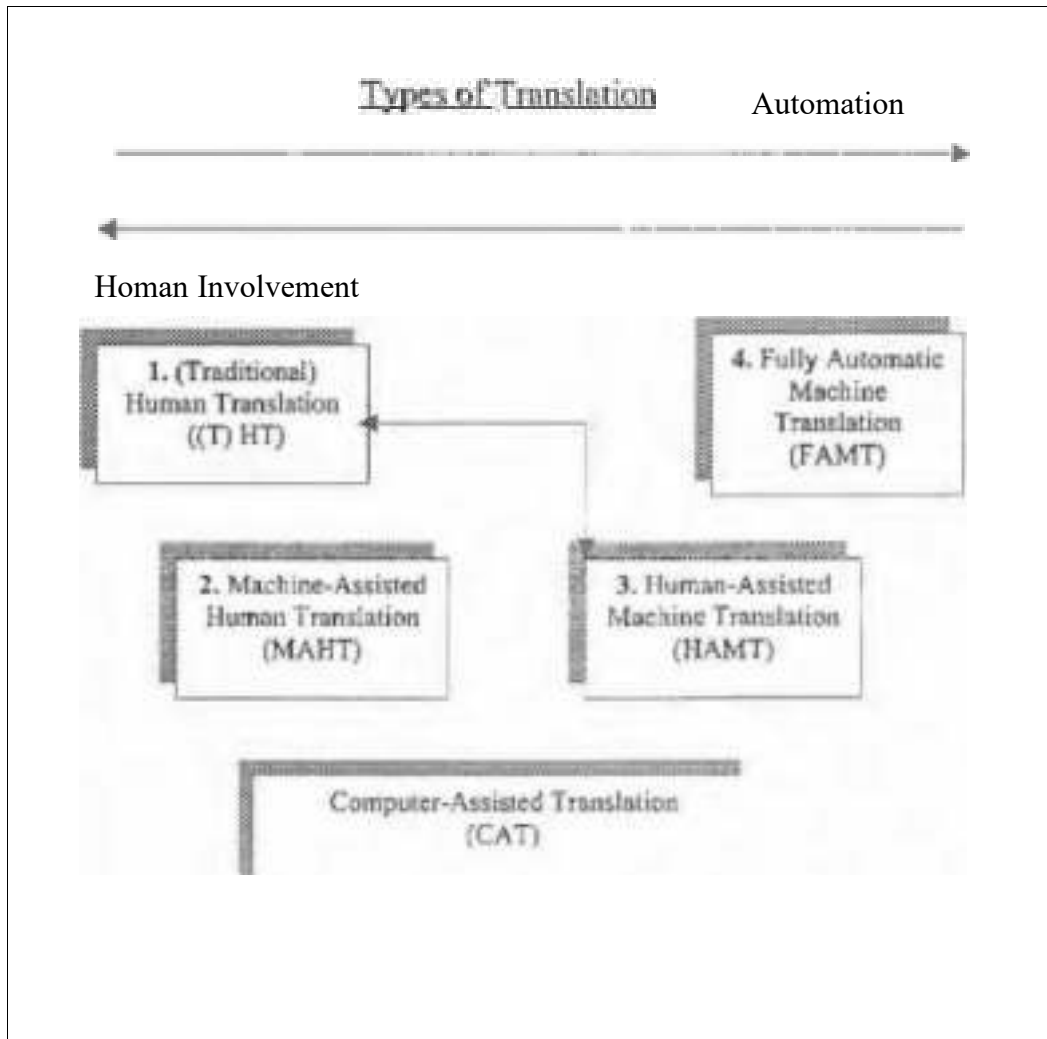 Types of Translation
Automation
Homan Involvement
1. (Traditional)
Human Translation
((T) HT)
4. Fully Automatic
Machine
Translation
(FAMT)
2. Machine-Assisted
Human Translation
(MAHT)
3. Human-Assisted
Machine Translation
(HAMT)
Computer-Assisted Translation
(CAT)